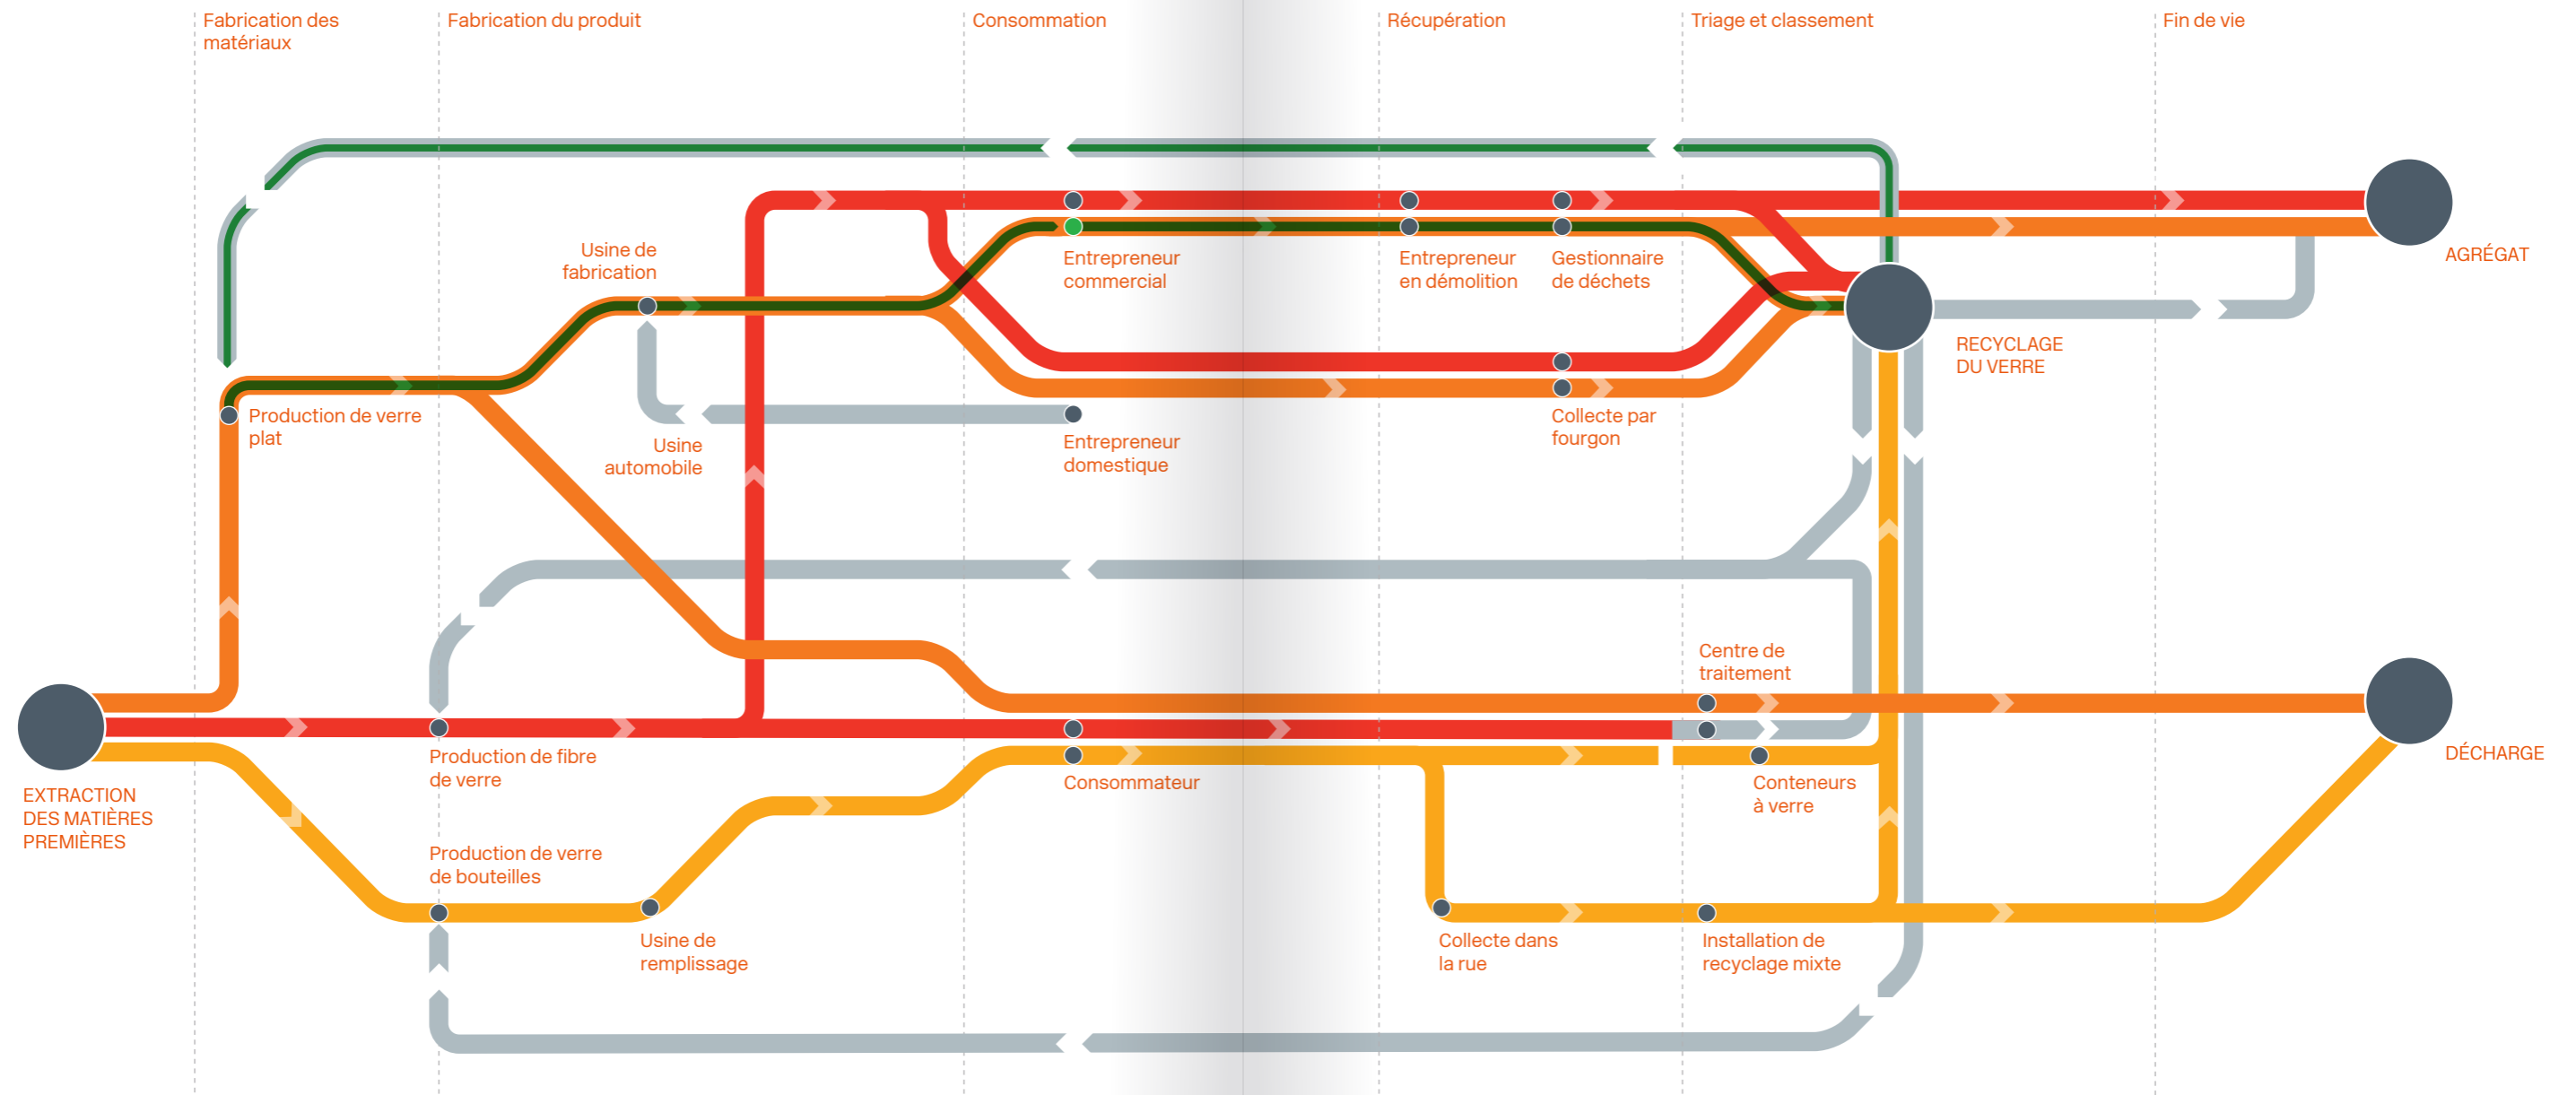 Fabrication des
matériaux
Fabrication du produit
Consommation
Récupération
Triage et classement
Fin de vie
Usine de
fabrication
Entrepreneur
commercial
Entrepreneur
en démolition
Gestionnaire
de déchets
AGRÉGAT
RECYCLAGE
DU VERRE
Production de verre
plat
Usine
automobile
Entrepreneur
domestique
Collecte par
fourgon
Centre de
traitement
Production de fibre
de verre
Consommateur
Conteneurs
à verre
DÉCHARGE
EXTRACTION
DES MATIÈRES
PREMIÈRES
Production de verre
de bouteilles
Usine de
remplissage
Collecte dans
la rue
Installation de
recyclage mixte